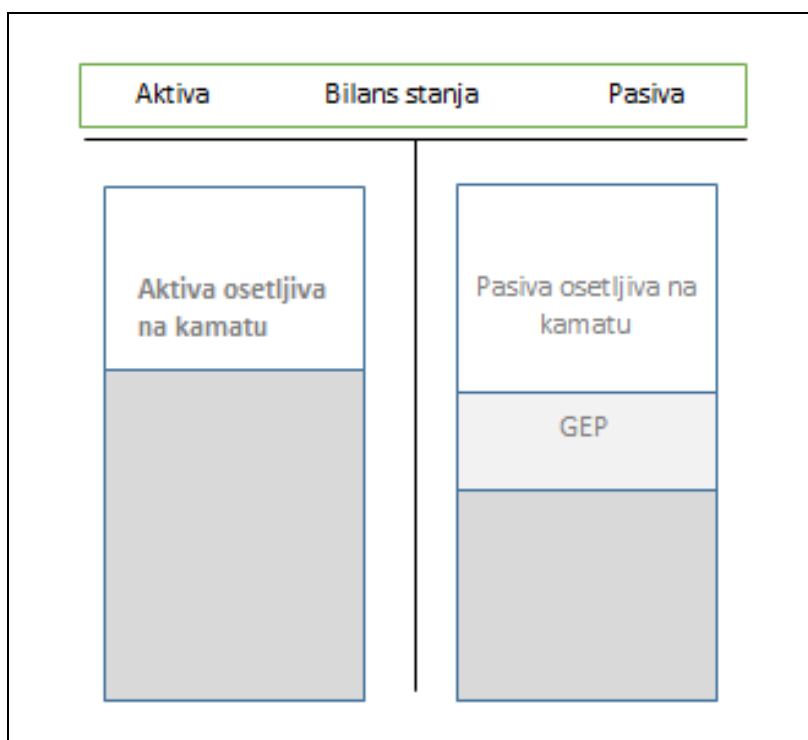 Aktiva Bilans stanja Pasiva
Aktiva osetljiva
na kamatu
Pasiva osetljiva na
kamatu
GEP